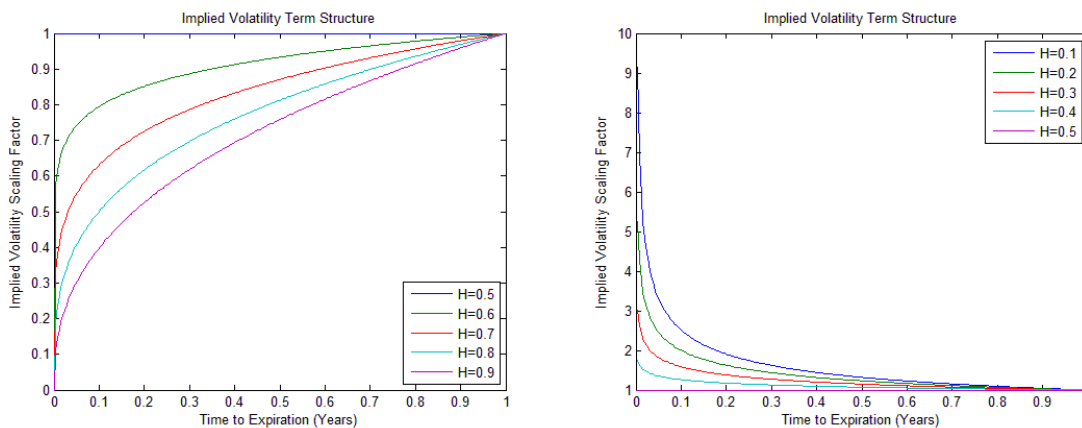 Implied Volatility Term Structure
Implied Volatility Scaling Factor
1
0.9
0.8
0.7
0.6
0.5
0.4
0.3
0.2
0.1
0
H=0.5
H=0.6
H=0.7
H=0.8
H=0.9
0 0.1 0.2 0.3 0.4 0.5 0.6 0.7 0.8 0.9 1
Time to Expiration (Years)
Implied Volatility Term Structure
Implied Volatility Scaling Factor
10
9
8
7
6
5
4
3
2
1
H=0.1
H=0.2
H=0.3
H=0.4
H=0.5
0 0.1 0.2 0.3 0.4 0.5 0.6 0.7 0.8 0.9
Time to Expiration (Years)